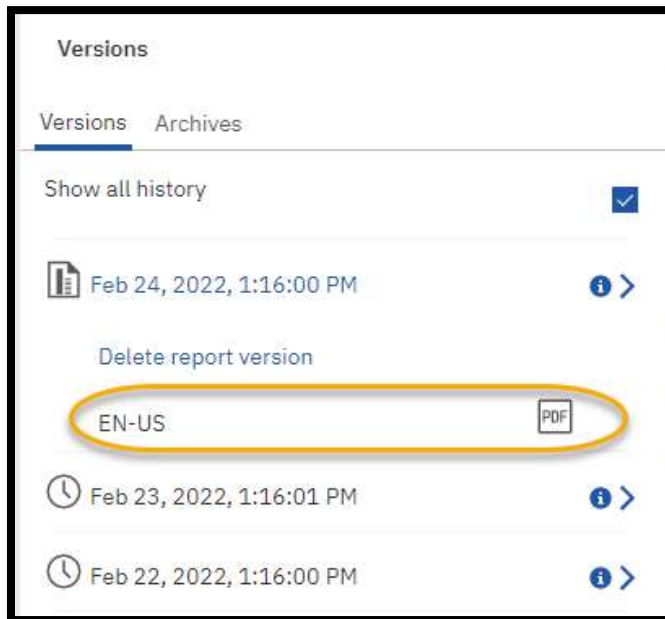 Versions
Versions Archives
Show all history
Feb 24, 2022, 1:16:00 PM
Delete report version
EN-US PDF
Feb 23, 2022, 1:16:01 PM
Feb 22, 2022, 1:16:00 PM